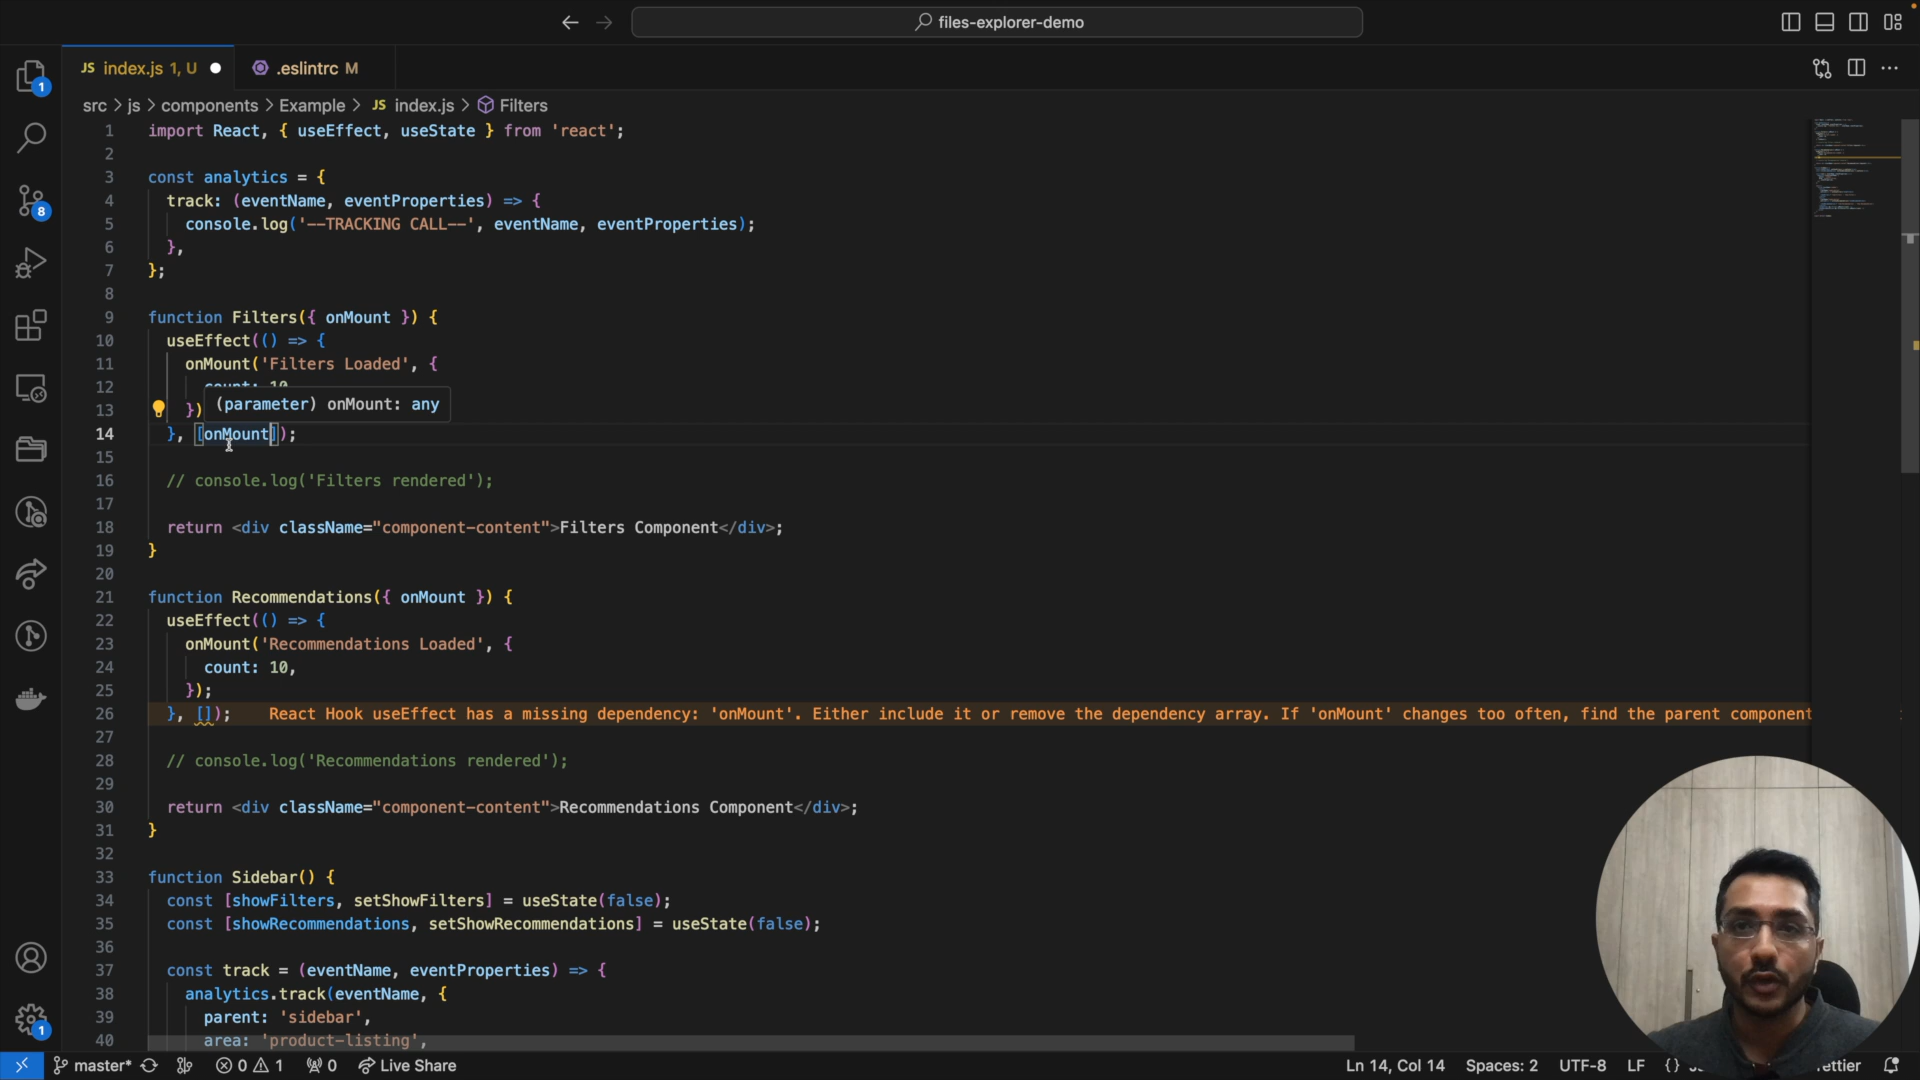 files-explorer-demo
JS index.js 1, U
.eslintrc M
src > js > components > Example > JS index.js > Filters
1 import React, { useEffect, useState } from 'react';
2
3 const analytics = {
4 track: (eventName, eventProperties) => {
5 console.log('--TRACKING CALL--', eventName, eventProperties);
6 },
7 };
8
9 function Filters({ onMount }) {
10 useEffect(() => {
11 onMount('Filters Loaded', {
12 count: 10
(parameter) onMount: any
13 })
14 }, [onMount]);
15
16 // console.log('Filters rendered');
17
18 return <div className="component-content">Filters Component</div>;
19 }
20
21 function Recommendations({ onMount }) {
22 useEffect(() => {
23 onMount('Recommendations Loaded', {
24 count: 10,
25 });
26 }, []); React Hook useEffect has a missing dependency: 'onMount'. Either include it or remove the dependency array. If 'onMount' changes too often, find the parent component
27
28 // console.log('Recommendations rendered');
29
30 return <div className="component-content">Recommendations Component</div>;
31 }
32
33 function Sidebar() {
34 const [showFilters, setShowFilters] = useState(false);
35 const [showRecommendations, setShowRecommendations] = useState(false);
36
37 const track = (eventName, eventProperties) => {
38 analytics.track(eventName, {
39 parent: 'sidebar',
40 area: 'product-listing',
1
8
1
master* 0 1 0 Live Share
Ln 14, Col 14 Spaces: 2 UTF-8 LF {}